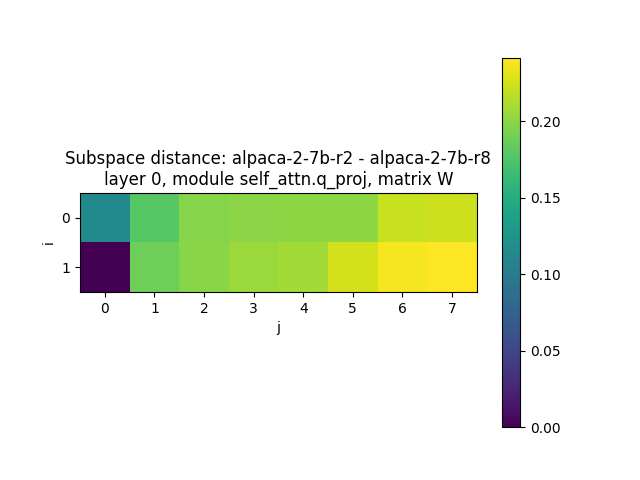 Subspace distance: alpaca-2-7b-r2 - alpaca-2-7b-r8
layer 0, module self_attn.q_proj, matrix W
0
1
i
0 1 2 3 4 5 6 7
j
0.20
0.15
0.10
0.05
0.00